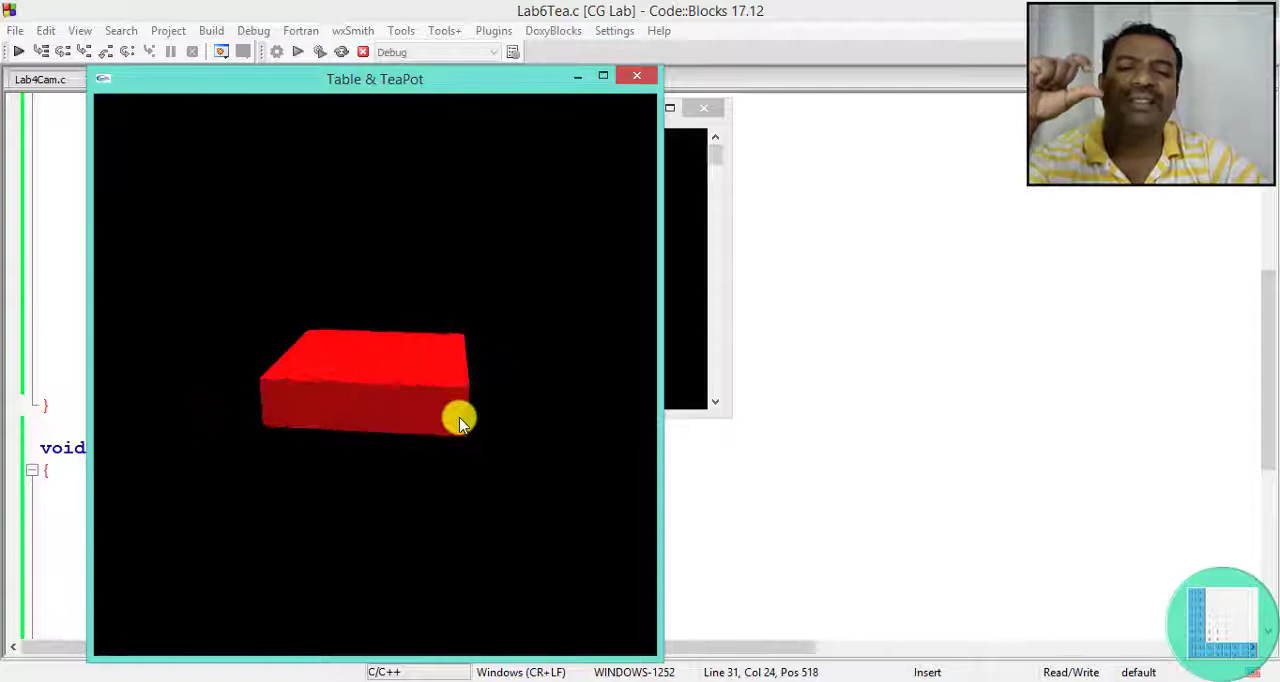 Lab6Tea.c [CG Lab] - Code::Blocks 17.12
File Edit View Search Project Build Debug Fortran wxSmith Tools Tools+ Plugins DoxyBlocks Settings Help
Debug
Lab4Cam.c
Table & TeaPot
}
void
{
C/C++ Windows (CR+LF) WINDOWS-1252 Line 31, Col 24, Pos 518 Insert Read/Write default